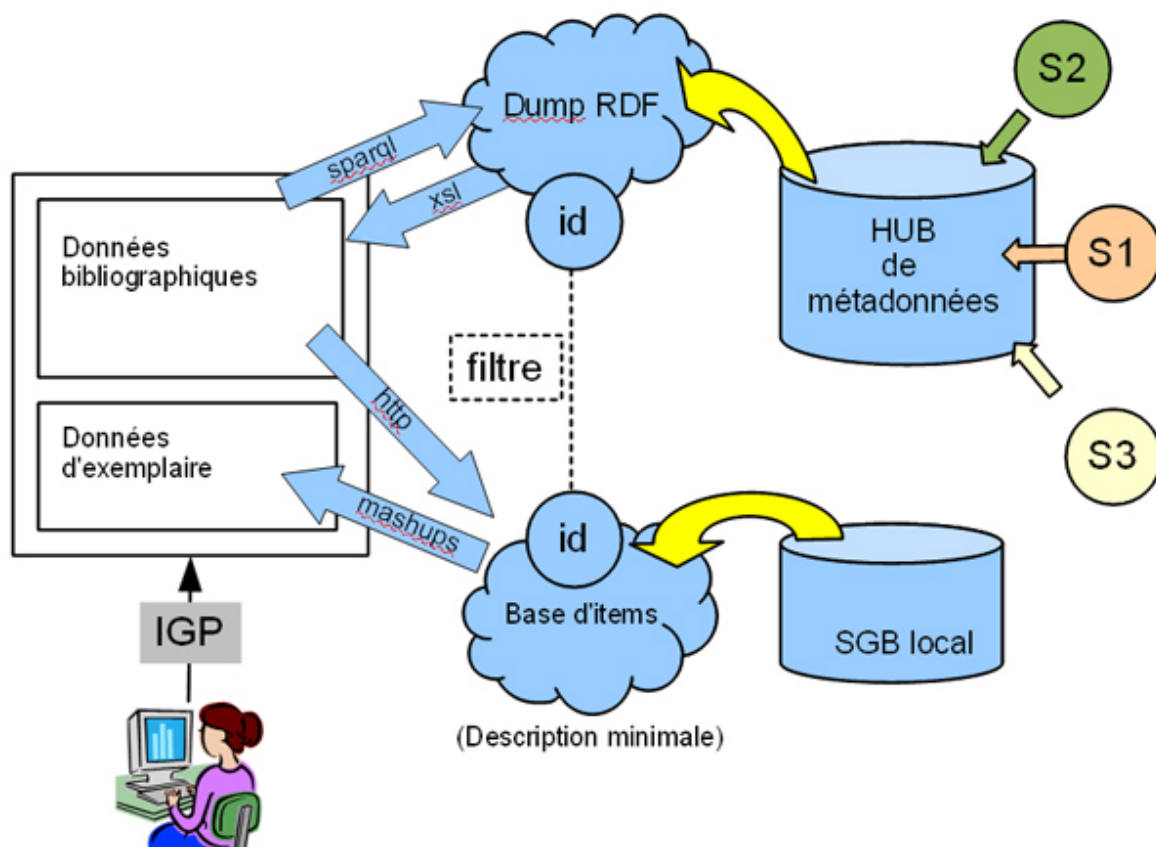 Dump RDF
S2
sparql
xsl
id
Données
bibliographiques
HUB
de
métadonnées
S1
filtre
http
S3
Données
d'exemplaire
mashups
id
Base d'items
SGB local
IGP
(Description minimale)